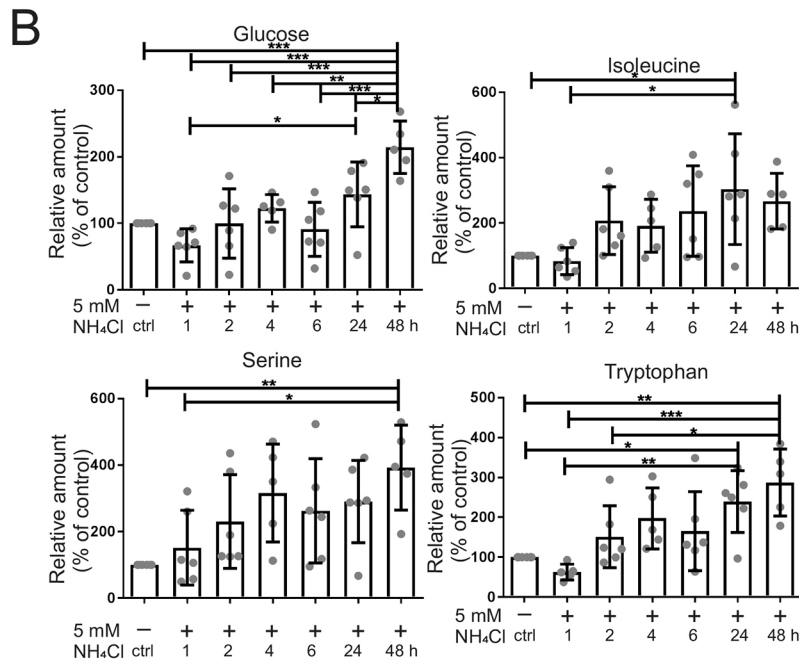 B
Glucose
***
***
***
**
***
*
*
Relative amount
(% of control)
300
200
100
0
5 mM − + + + + + +
NH₄Cl ctrl 1 2 4 6 24 48 h
Isoleucine
*
*
Relative amount
(% of control)
600
400
200
0
5 mM − + + + + + +
NH₄Cl ctrl 1 2 4 6 24 48 h
Serine
**
*
Relative amount
(% of control)
600
400
200
0
5 mM − + + + + + +
NH₄Cl ctrl 1 2 4 6 24 48 h
Tryptophan
**
***
*
*
**
Relative amount
(% of control)
500
400
300
200
100
0
5 mM − + + + + + +
NH₄Cl ctrl 1 2 4 6 24 48 h